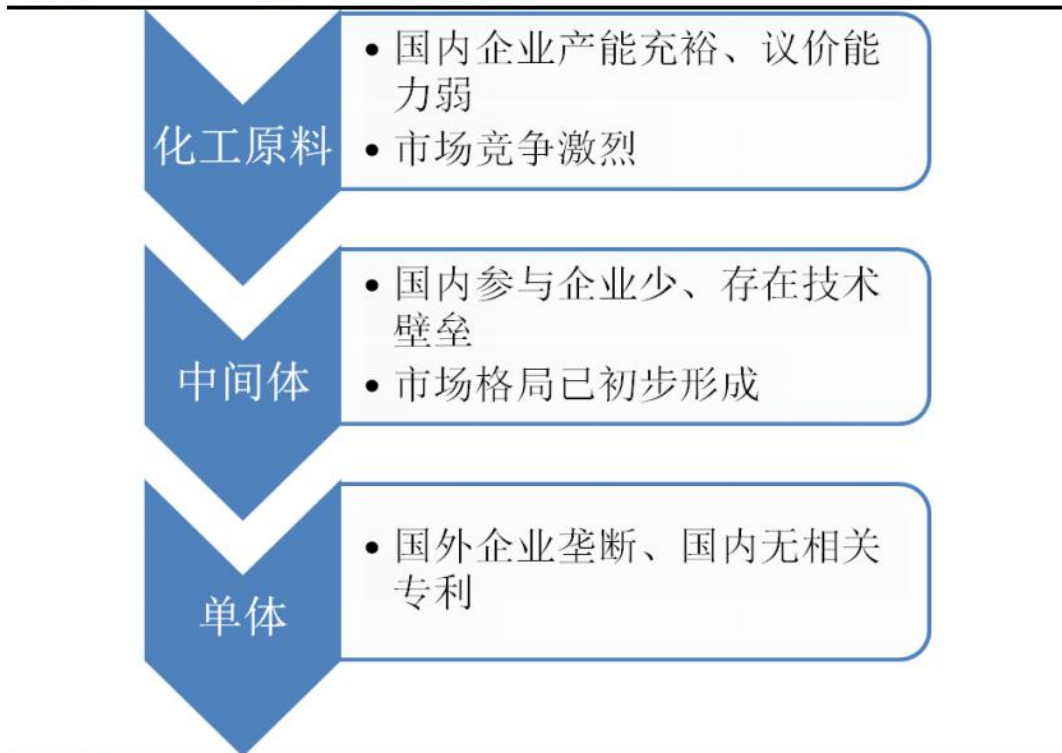 化工原料
• 国内企业产能充裕、议价能
力弱
• 市场竞争激烈
中间体
• 国内参与企业少、存在技术
壁垒
• 市场格局已初步形成
单体
• 国外企业垄断、国内无相关
专利